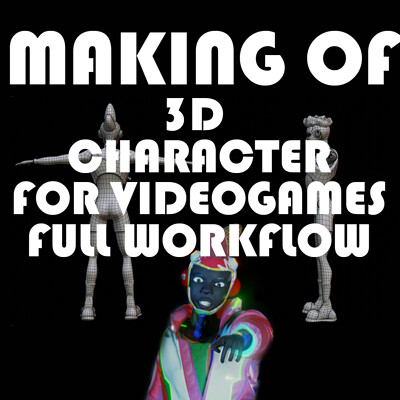 MAKING OF
3D
CHARACTER
FOR VIDEOGAMES
FULL WORKFLOW